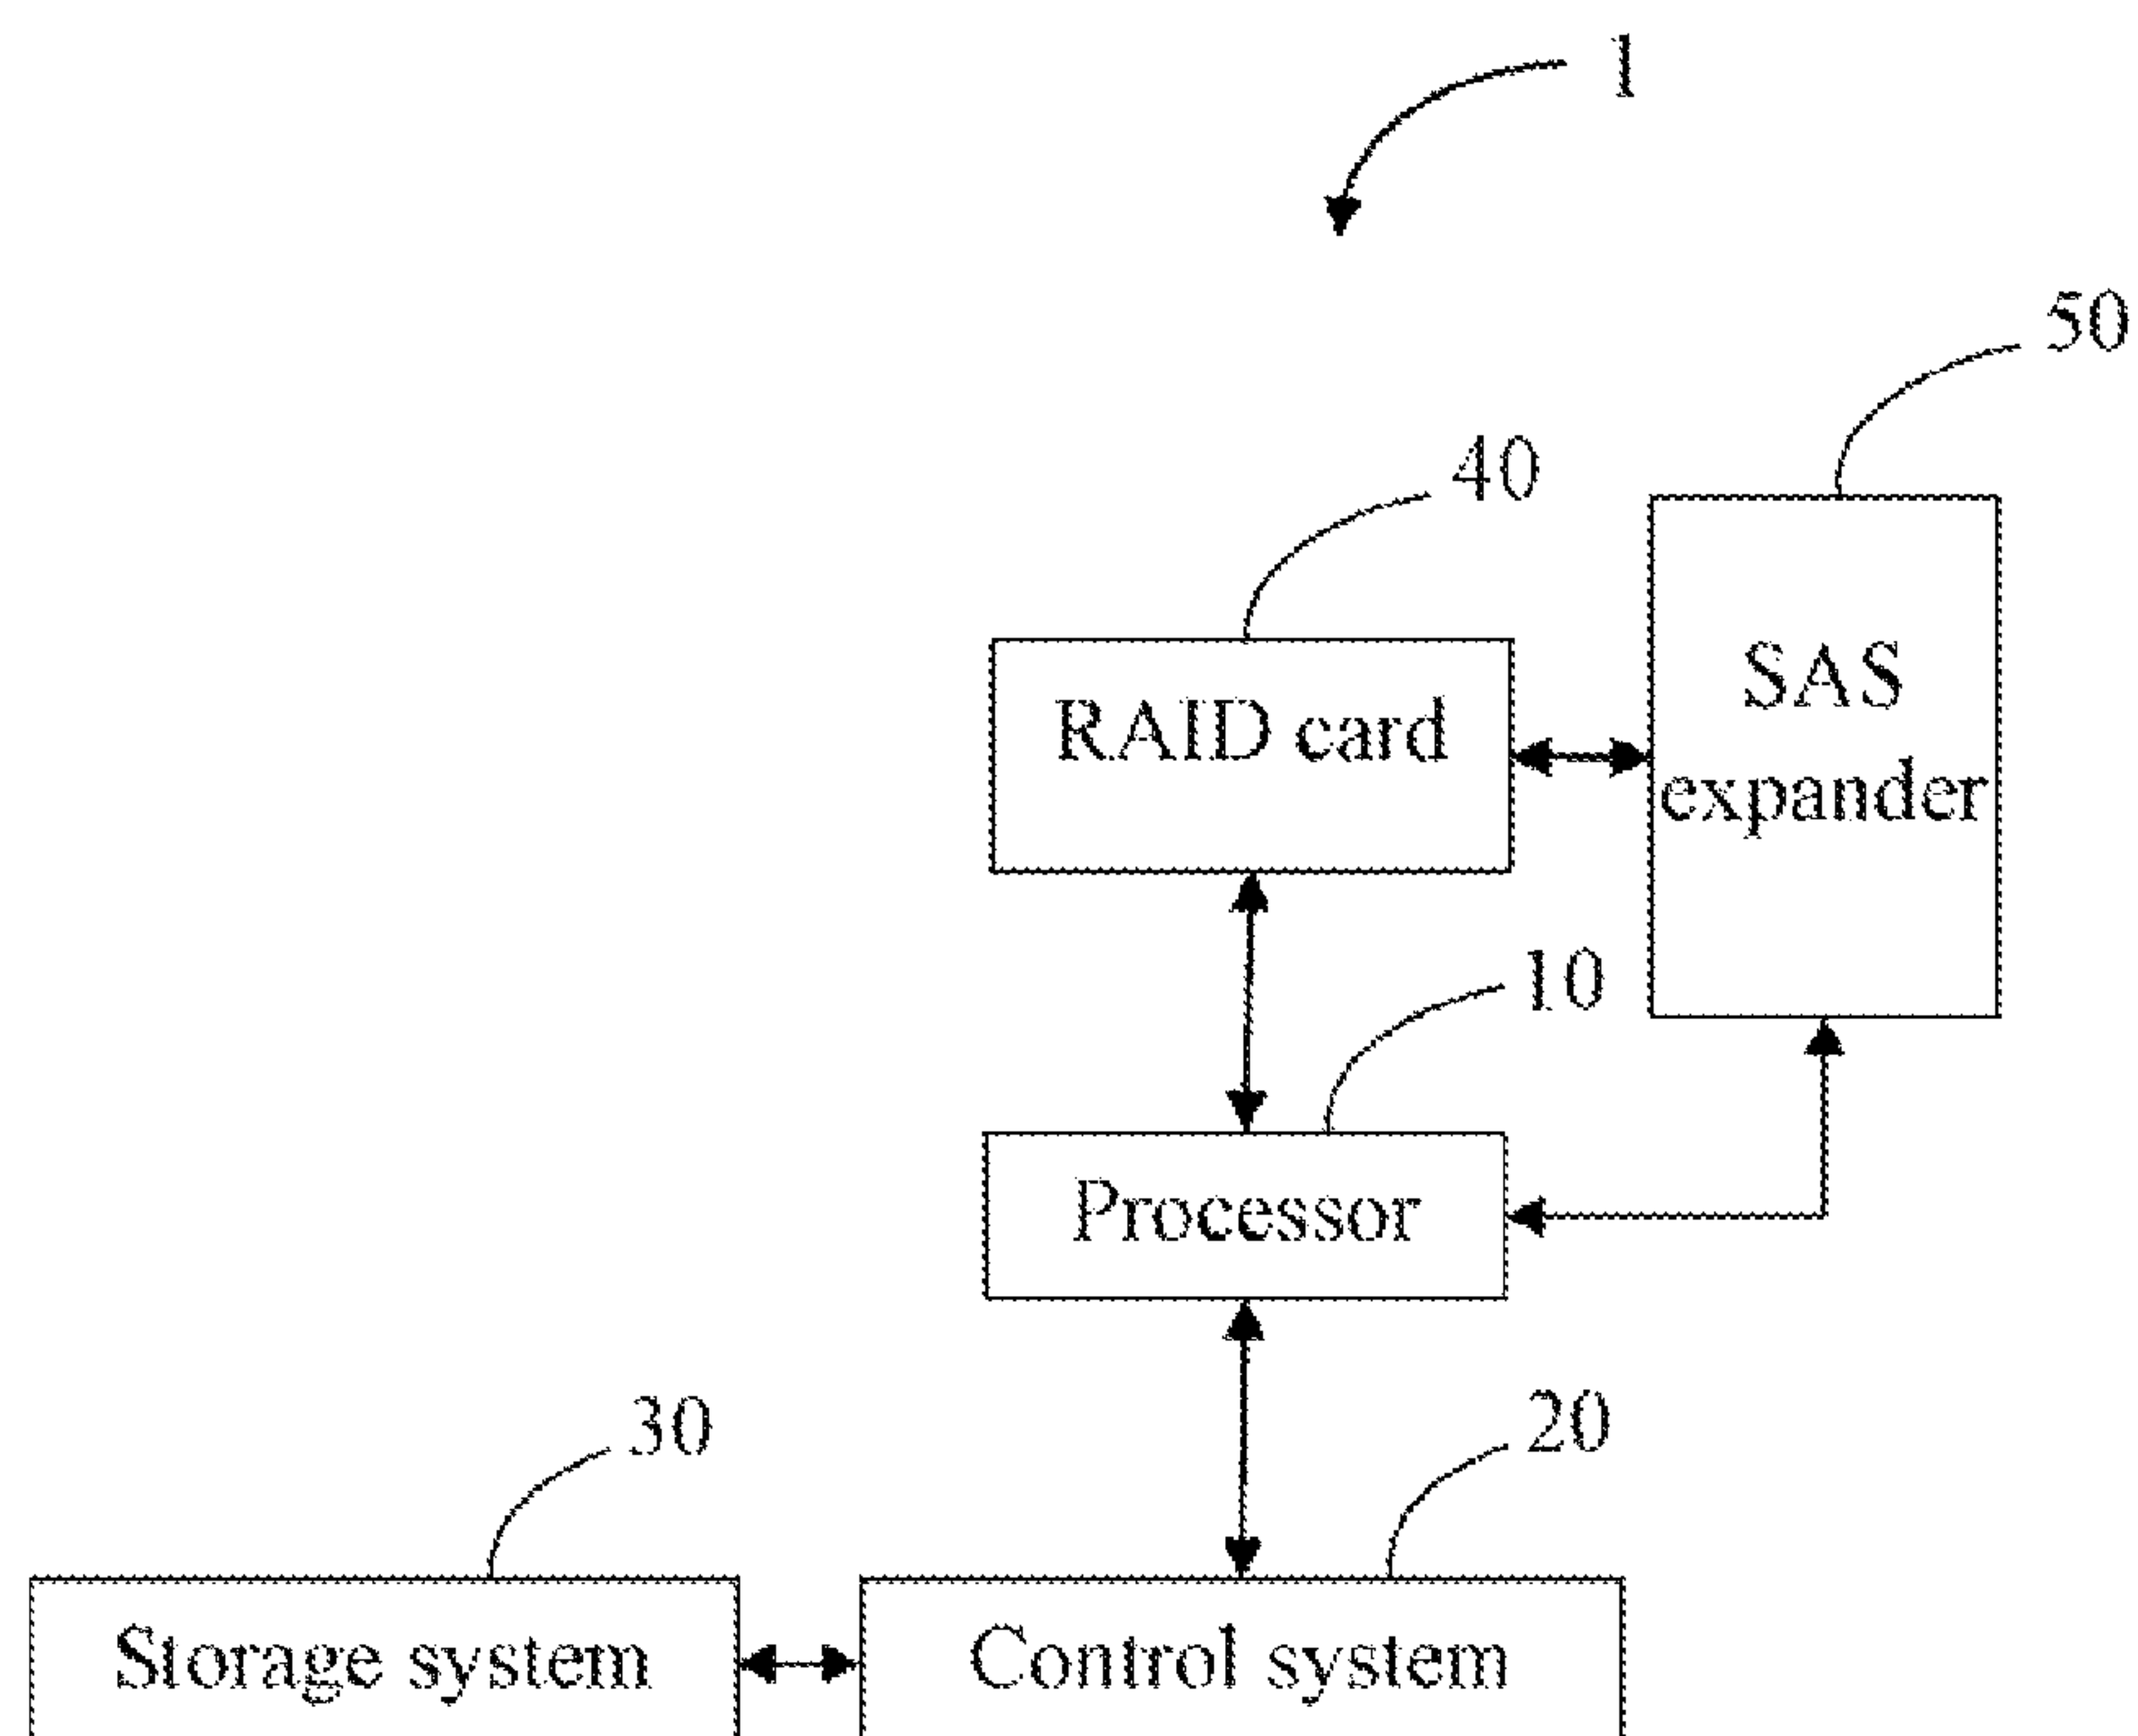 1
50
40
SAS
RAID card
expander
10
Processor
30
20
Storage system
Control system